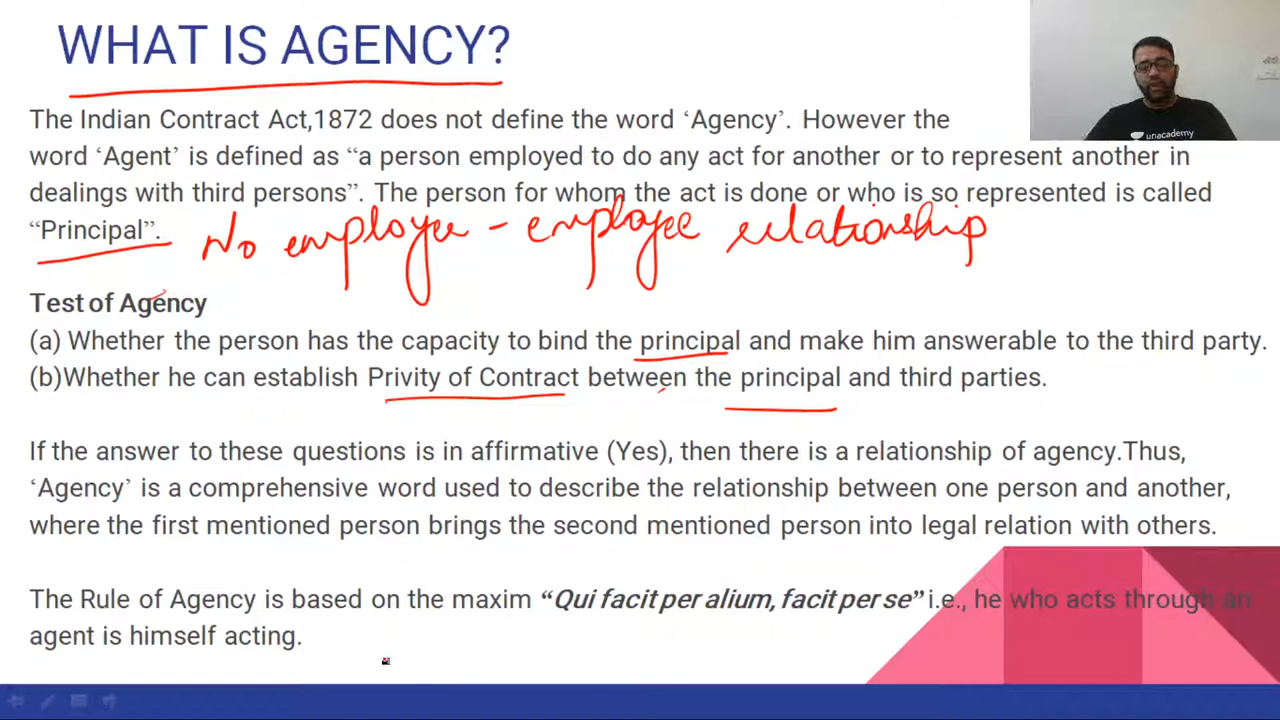 WHAT IS AGENCY?
unacademy
The Indian Contract Act,1872 does not define the word ‘Agency’. However the
word ‘Agent’ is defined as “a person employed to do any act for another or to represent another in
dealings with third persons”. The person for whom the act is done or who is so represented is called
“Principal”.
No employee - employee relationship
Test of Agency
(a) Whether the person has the capacity to bind the principal and make him answerable to the third party.
(b)Whether he can establish Privity of Contract between the principal and third parties.
If the answer to these questions is in affirmative (Yes), then there is a relationship of agency.Thus,
‘Agency’ is a comprehensive word used to describe the relationship between one person and another,
where the first mentioned person brings the second mentioned person into legal relation with others.
The Rule of Agency is based on the maxim “Qui facit per alium, facit per se” i.e., he who acts through an
agent is himself acting.